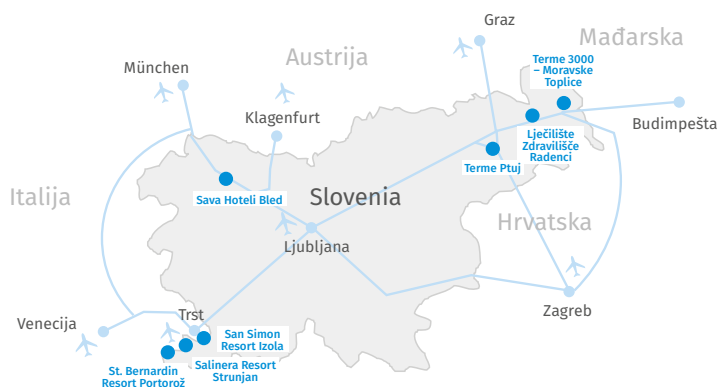 Graz
Mađarska
Austrija
Terme 3000
– Moravske
Toplice
München
Klagenfurt
Budimpešta
Lječilište
Zdravilišče
Radenci
Terme Ptuj
Italija
Sava Hoteli Bled
Slovenia
Hrvatska
Ljubljana
Zagreb
Venecija
Trst
San Simon
Resort Izola
St. Bernardin
Resort Portorož
Salinera Resort
Strunjan